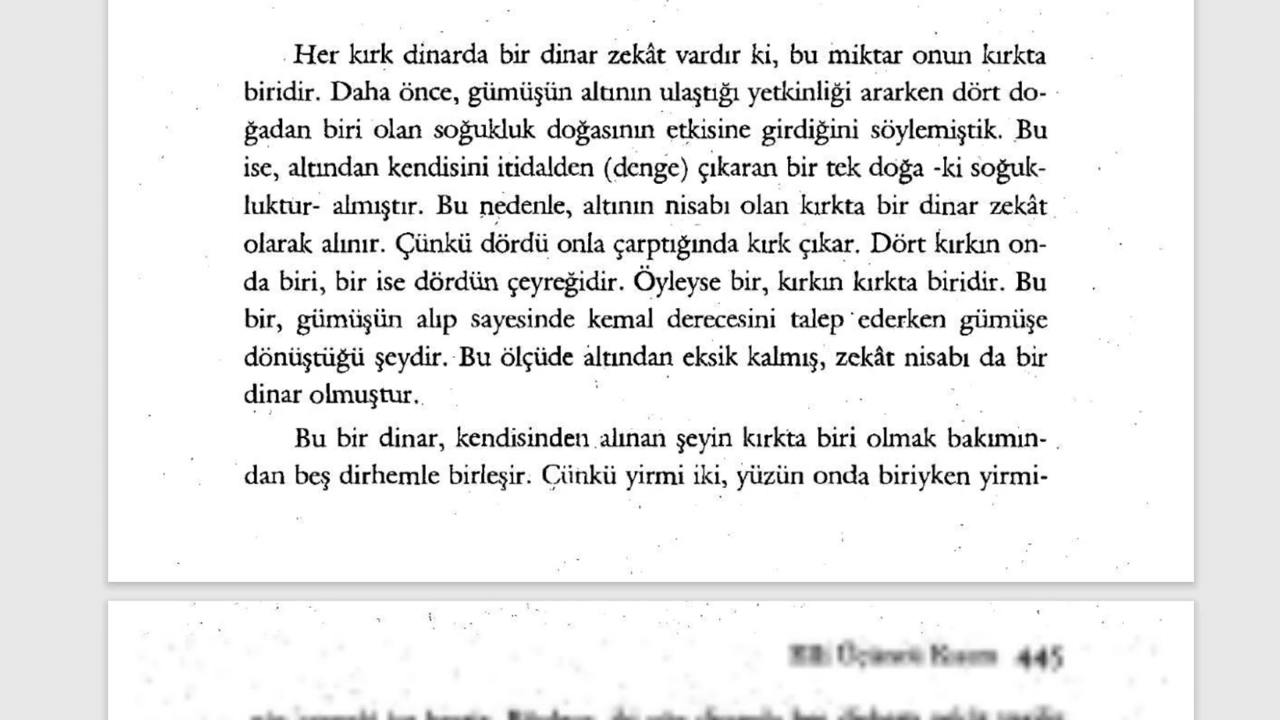 Her kırk dinarda bir dinar zekât vardır ki, bu miktar onun kırkta
biridir. Daha önce, gümüşün altının ulaştığı yetkinliği ararken dört do-
ğadan biri olan soğukluk doğasının etkisine girdiğini söylemiştik. Bu
ise, altından kendisini itidalden (denge) çıkaran bir tek doğa -ki soğuk-
luktur- almıştır. Bu nedenle, altının nisabı olan kırkta bir dinar zekât
olarak alınır. Çünkü dördü onla çarptığında kırk çıkar. Dört kırkın on-
da biri, bir ise dördün çeyreğidir. Öyleyse bir, kırkın kırkta biridir. Bu
bir, gümüşün alıp sayesinde kemal derecesini talep ederken gümüşe
dönüştüğü şeydir. Bu ölçüde altından eksik kalmış, zekât nisabı da bir
dinar olmuştur.
Bu bir dinar, kendisinden alınan şeyin kırkta biri olmak bakımın-
dan beş dirhemle birleşir. Çünkü yirmi iki, yüzün onda biriyken yirmi-
Üçüncü Kısım 445